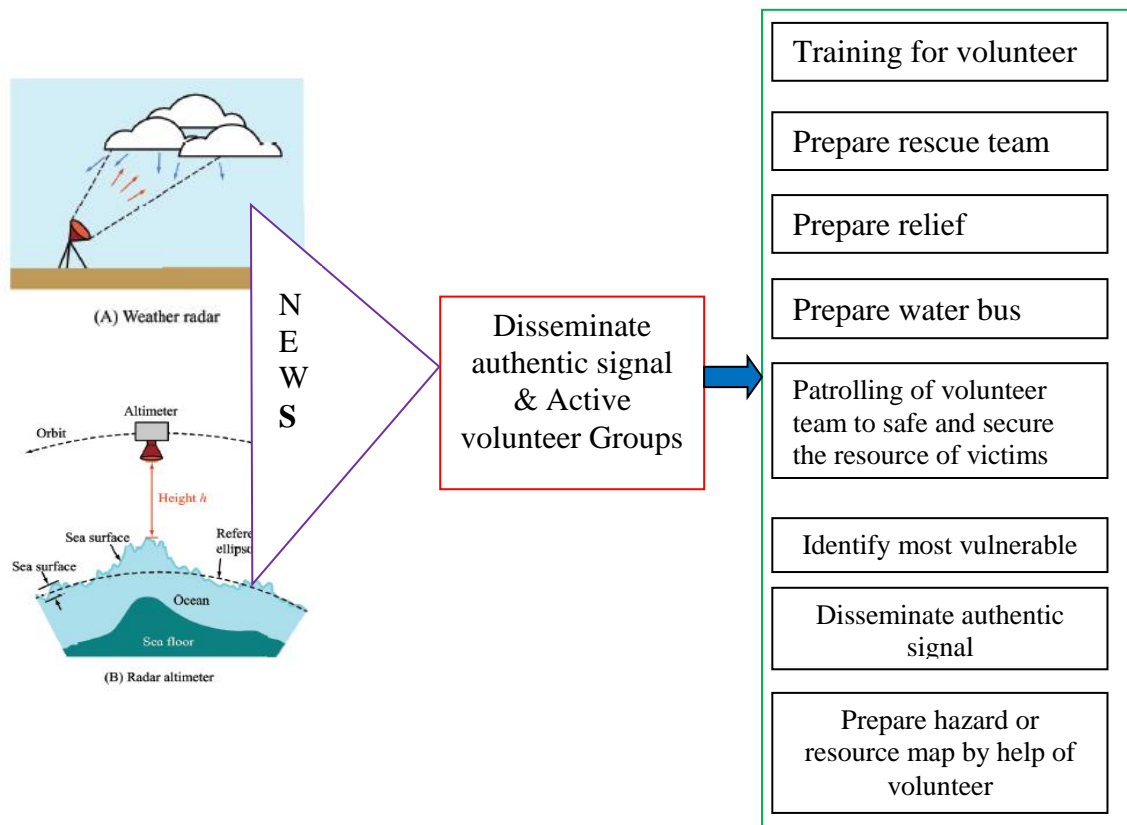 (A) Weather radar
Altimeter
Orbit
Height h
Sea surface
Sea surface
Refere
ellips
Ocean
Sea floor
(B) Radar altimeter
N
E
W
S
Disseminate
authentic signal
& Active
volunteer Groups
Training for volunteer
Prepare rescue team
Prepare relief
Prepare water bus
Patrolling of volunteer
team to safe and secure
the resource of victims
Identify most vulnerable
Disseminate authentic
signal
Prepare hazard or
resource map by help of
volunteer